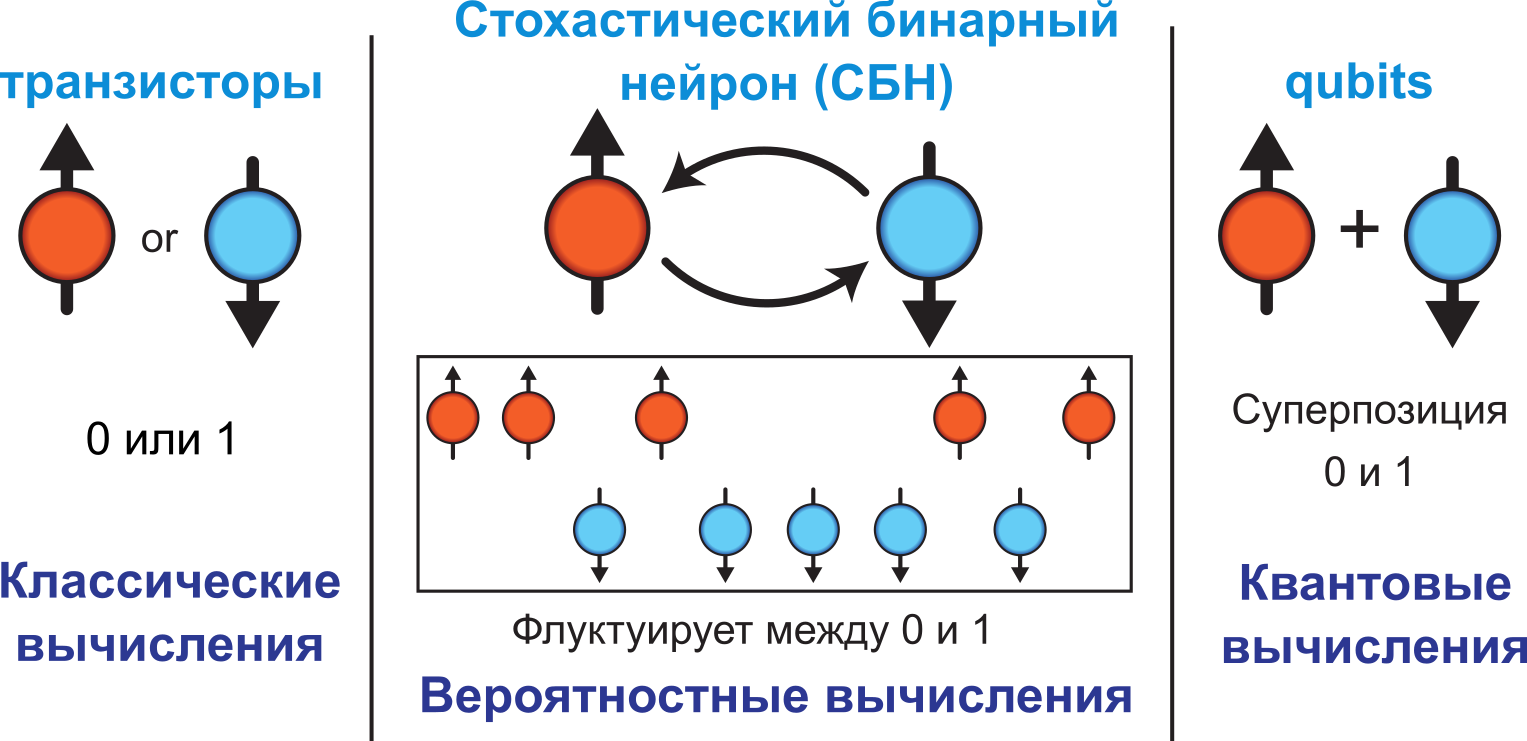 транзисторы
or
0 или 1
Классические
вычисления
Стохастический бинарный
нейрон (СБН)
Флуктуирует между 0 и 1
Вероятностные вычисления
qubits
+
Суперпозиция
0 и 1
Квантовые
вычисления